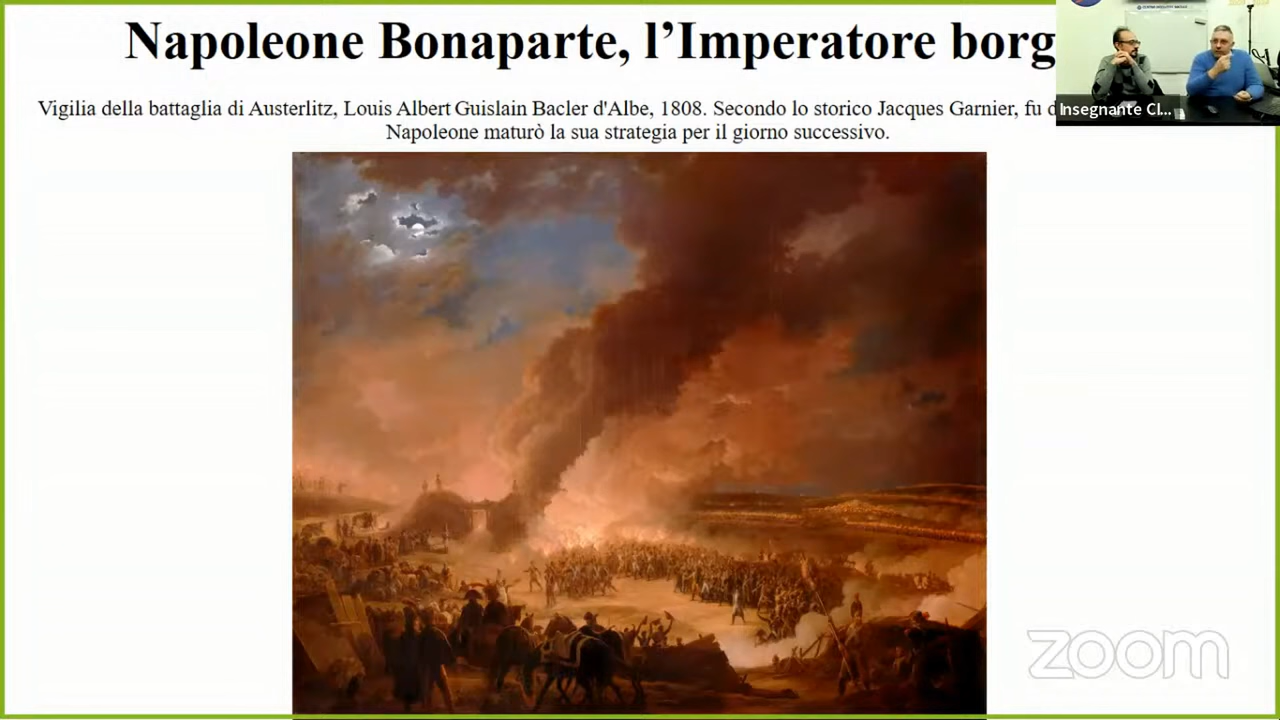 Napoleone Bonaparte, l’Imperatore borg
Vigilia della battaglia di Austerlitz, Louis Albert Guislain Bacler d'Albe, 1808. Secondo lo storico Jacques Garnier, fu
Napoleone maturò la sua strategia per il giorno successivo.
Insegnante Cl...
zoom